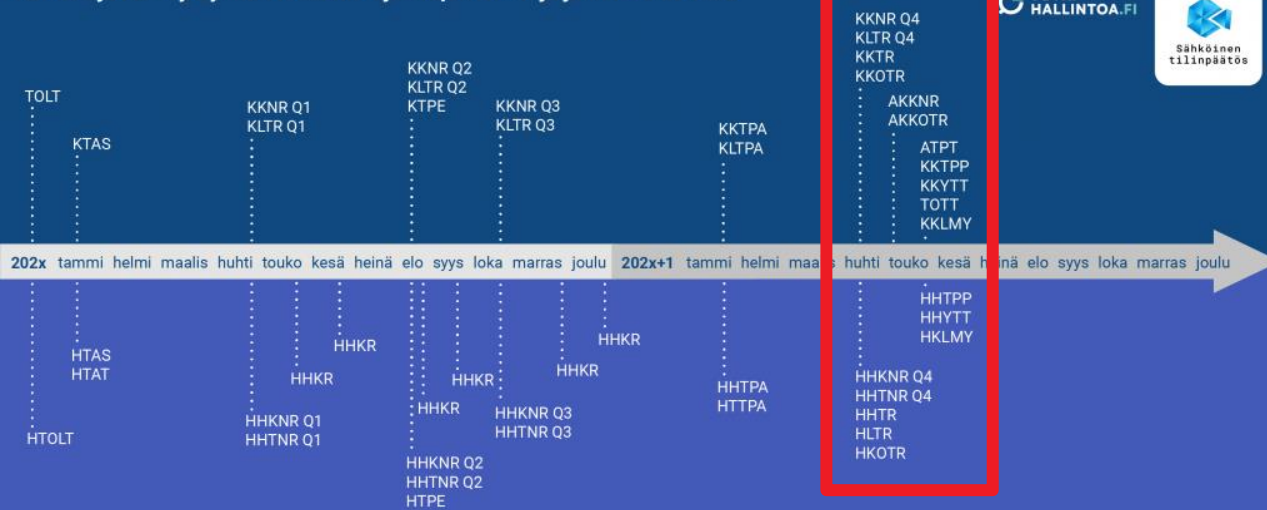 HALLINTOA.FI
Sähköinen
tilinpäätös
TOLT
KTAS
KKNR Q1
KLTR Q1
KKNR Q2
KLTR Q2
KTPE
KKNR Q3
KLTR Q3
KKTPA
KLTPA
KKNR Q4
KLTR Q4
KKTR
KKOTR
AKKNR
AKKOTR
ATPT
KKTPP
KKYTT
TOTT
KKLMY
202x tammi helmi maalis huhti touko kesä heinä elo syys loka marras joulu 202x+1 tammi helmi maalis huhti touko kesä heinä elo syys loka marras joulu
HTOLT
HTAS
HTAT
HHKNR Q1
HHTNR Q1
HHKR
HHKR
HHKNR Q2
HHTNR Q2
HTPE
HHKR
HHKR
HHKNR Q3
HHTNR Q3
HHKR
HHKR
HHTPA
HTTPA
HHKNR Q4
HHTNR Q4
HHTR
HLTR
HKOTR
HHTPP
HHYTT
HKLMY